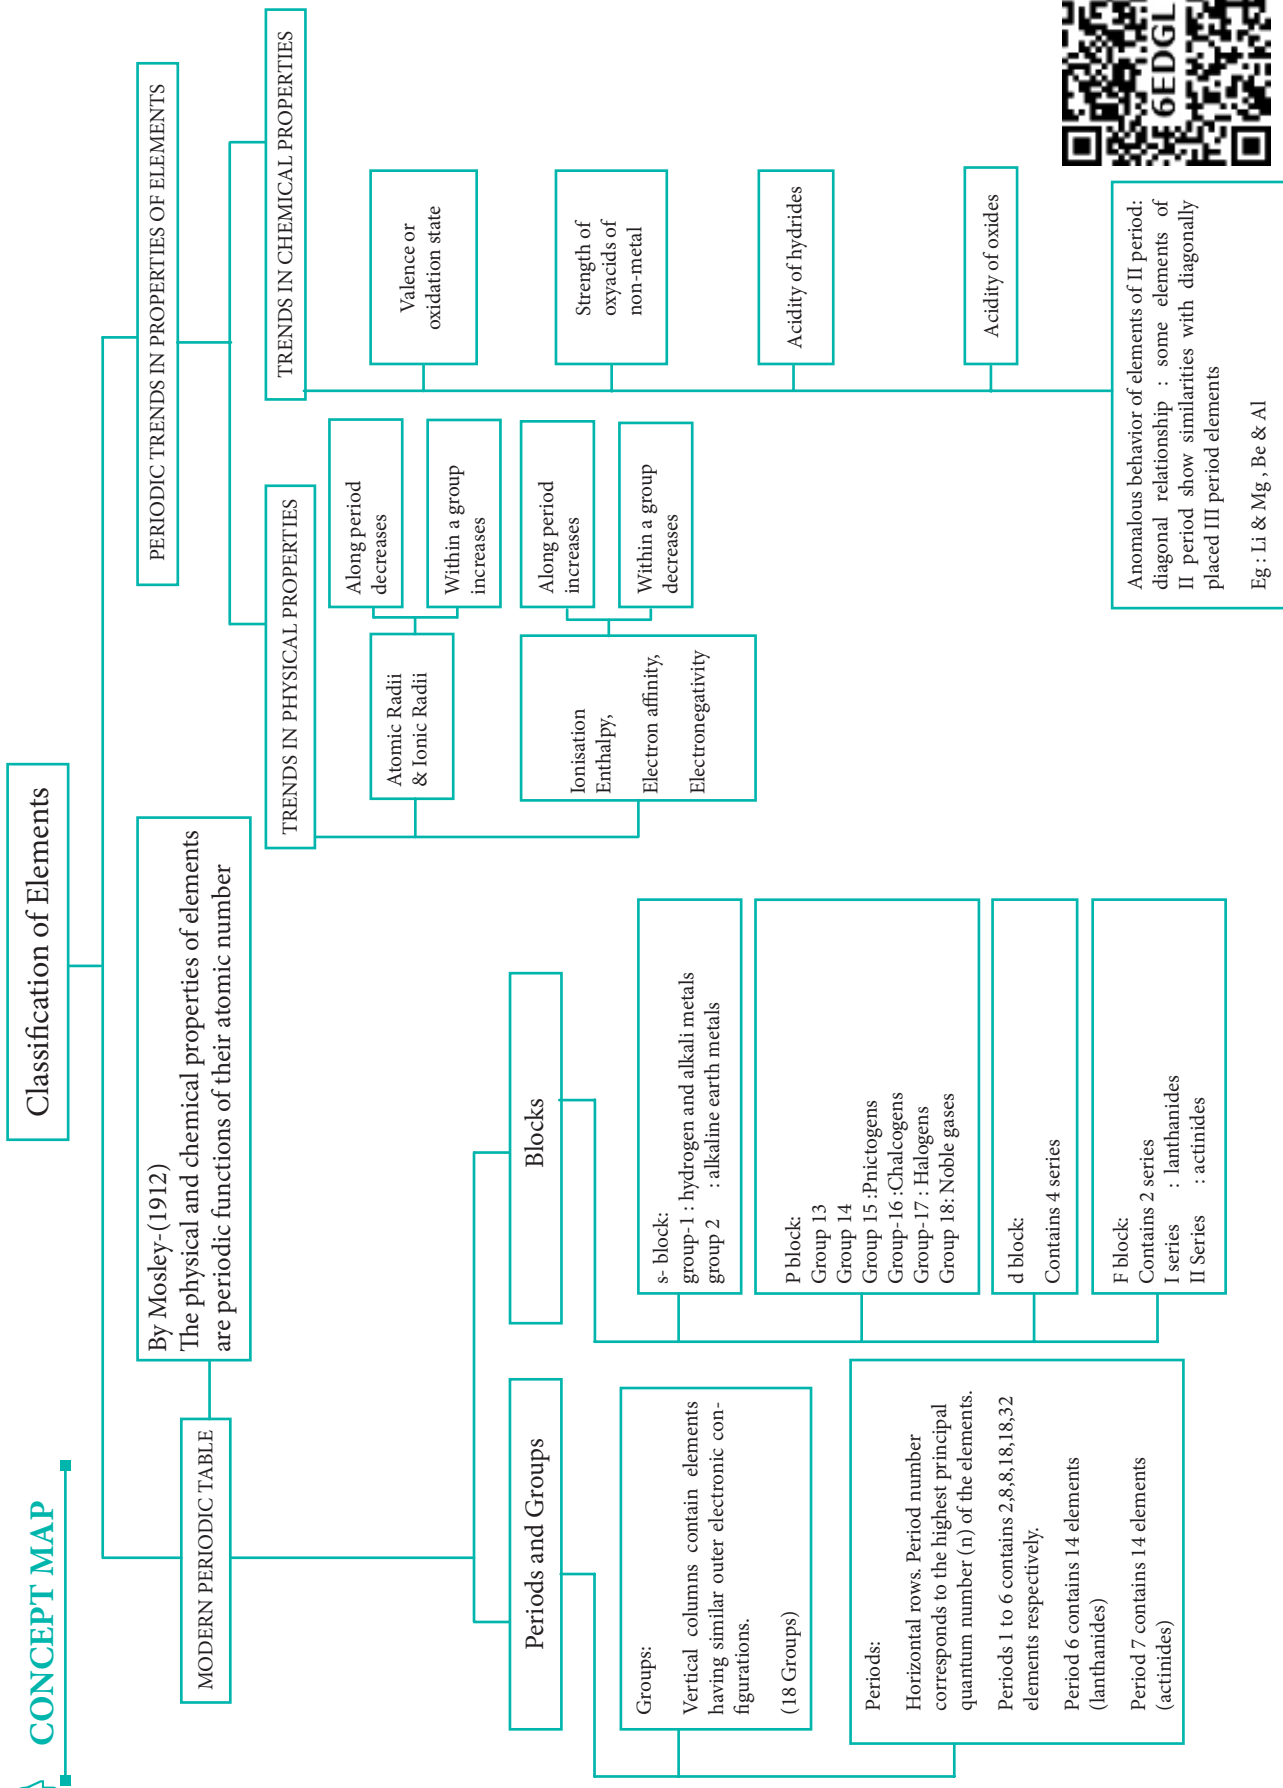 CONCEPT MAP
Classification of Elements
MODERN PERIODIC TABLE
By Mosley-(1912)
The physical and chemical properties of elements
are periodic functions of their atomic number
Periods and Groups
Groups:
Vertical columns contain elements
having similar outer electronic con-
figurations.
(18 Groups)
Periods:
Horizontal rows. Period number
corresponds to the highest principal
quantum number (n) of the elements.
Periods 1 to 6 contains 2,8,8,18,18,32
elements respectively.
Period 6 contains 14 elements
(lanthanides)
Period 7 contains 14 elements
(actinides)
Blocks
s- block:
group-1 : hydrogen and alkali metals
group 2 : alkaline earth metals
P block:
Group 13
Group 14
Group 15 :Pnictogens
Group-16 :Chalcogens
Group-17 : Halogens
Group 18: Noble gases
d block:
Contains 4 series
F block:
Contains 2 series
I series : lanthanides
II Series : actinides
PERIODIC TRENDS IN PROPERTIES OF ELEMENTS
TRENDS IN PHYSICAL PROPERTIES
Atomic Radii
& Ionic Radii
Along period
decreases
Within a group
increases
Ionisation
Enthalpy,
Electron affinity,
Electronegativity
Along period
increases
Within a group
decreases
TRENDS IN CHEMICAL PROPERTIES
Valence or
oxidation state
Strength of
oxyacids of
non-metal
Acidity of hydrides
Acidity of oxides
Anomalous behavior of elements of II period:
diagonal relationship : some elements of
II period show similarities with diagonally
placed III period elements
Eg : Li & Mg , Be & Al
6EDGL